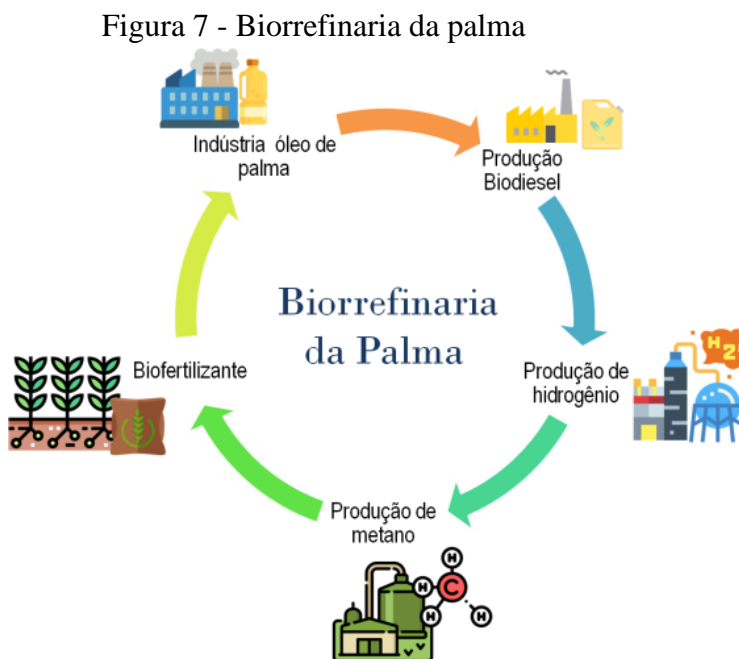 Figura 7 - Biorrefinaria da palma
Indústria óleo de
palma
Produção
Biodiesel
Biorrefinaria
da Palma
Biofertilizante
Produção de
hidrogênio
H2
Produção de
metano
H
H
C
H
H